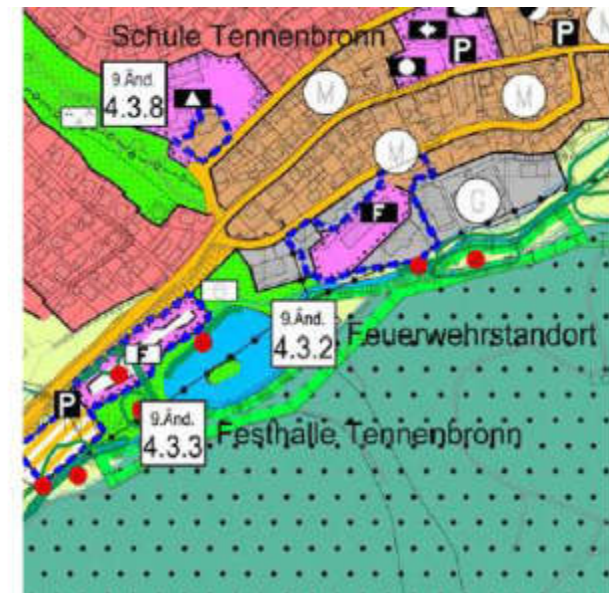 Schule Tennenbronn
9.Änd.
4.3.8
P
P
M
M
M
F
G
9.Änd.
4.3.2
Feuerwehrstandort
F
P
9.Änd.
4.3.3
Festhalle Tennenbronn